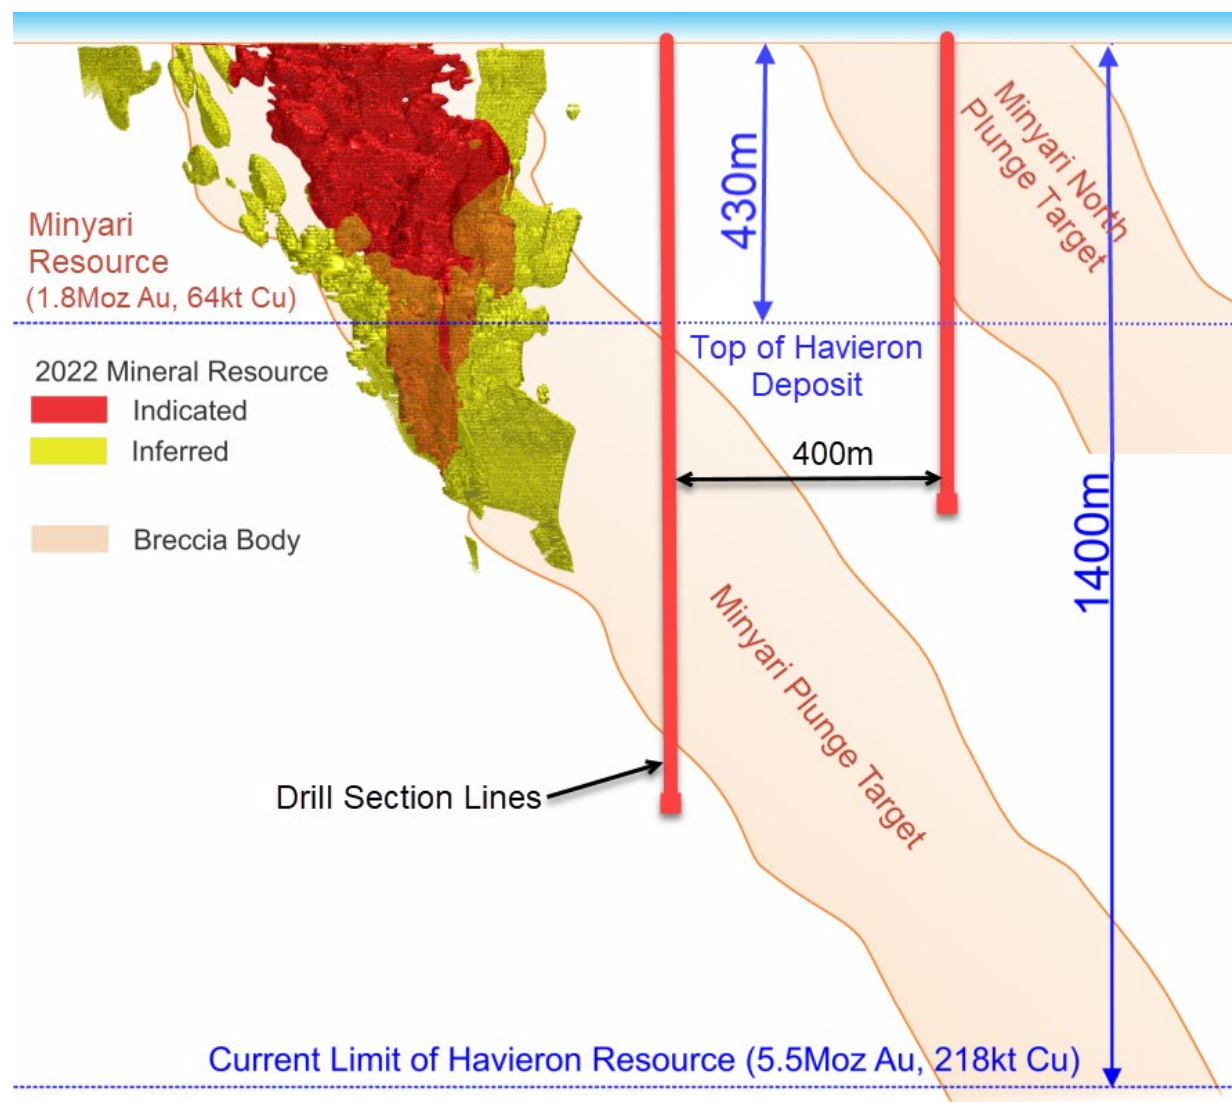 Minyari North
Plunge Target
430m
Minyari
Resource
(1.8Moz Au, 64kt Cu)
Top of Havieron
Deposit
2022 Mineral Resource
Indicated
Inferred
Breccia Body
400m
1400m
Minyari Plunge Target
Drill Section Lines
Current Limit of Havieron Resource (5.5Moz Au, 218kt Cu)